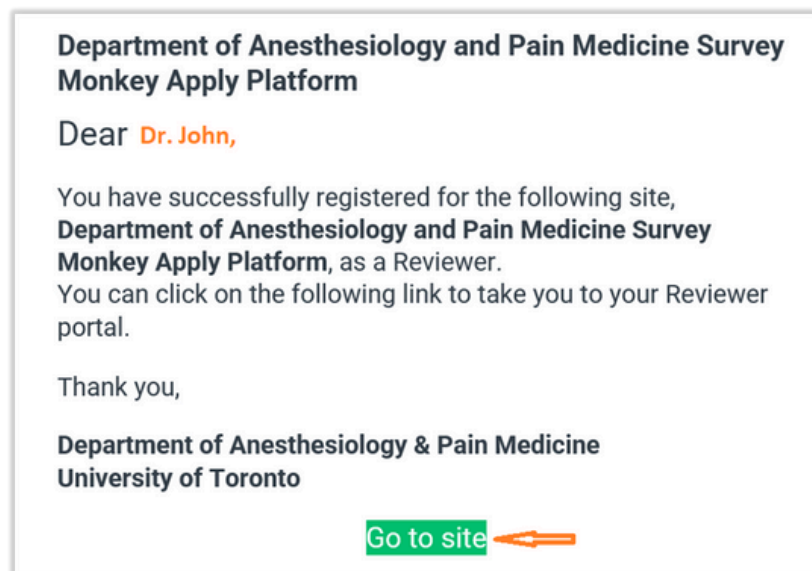 Department of Anesthesiology and Pain Medicine Survey
Monkey Apply Platform
Dear Dr. John,
You have successfully registered for the following site,
Department of Anesthesiology and Pain Medicine Survey
Monkey Apply Platform, as a Reviewer.
You can click on the following link to take you to your Reviewer
portal.
Thank you,
Department of Anesthesiology & Pain Medicine
University of Toronto
Go to site